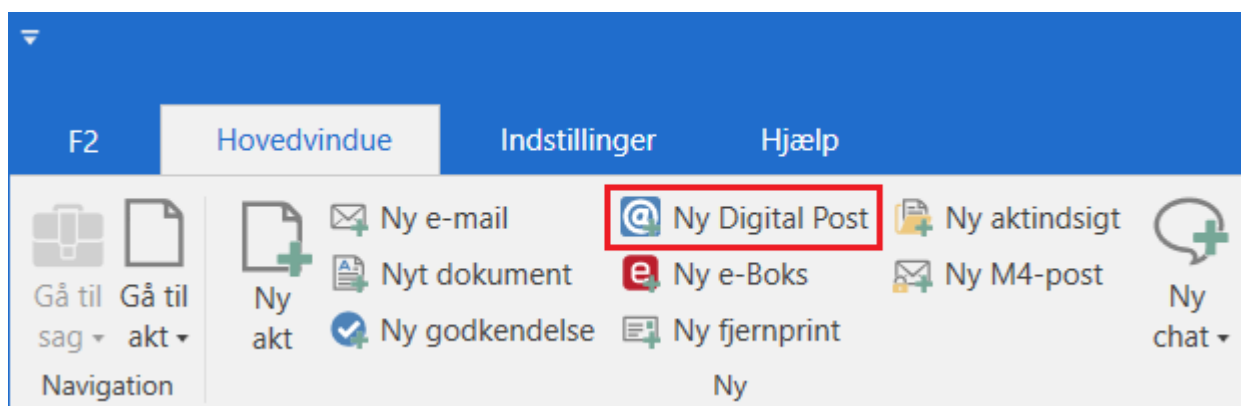 F2 Hovedvindue Indstillinger Hjælp
Ny e-mail Ny Digital Post Ny aktindsigt
Nyt dokument Ny e-Boks Ny M4-post
Gå til Gå til Ny Ny
sag akt akt Ny godkendelse Ny fjernprint chat
Navigation Ny